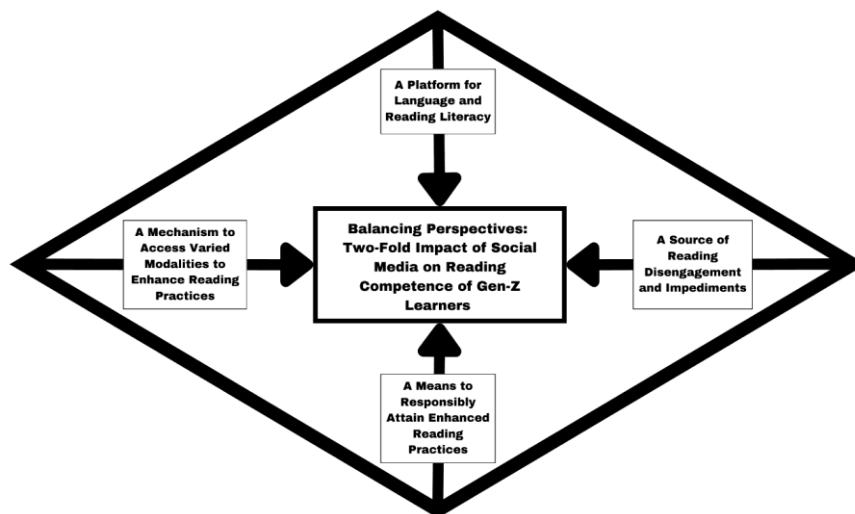 A Platform for
Language and
Reading Literacy
A Mechanism to
Access Varied
Modalities to
Enhance Reading
Practices
Balancing Perspectives:
Two-Fold Impact of Social
Media on Reading
Competence of Gen-Z
Learners
A Source of
Reading
Disengagement
and Impediments
A Means to
Responsibly
Attain Enhanced
Reading
Practices